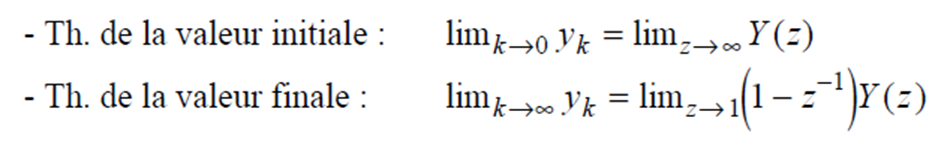 - Th. de la valeur initiale : lim_{k→0} y_k = lim_{z→∞} Y(z)
- Th. de la valeur finale : lim_{k→∞} y_k = lim_{z→1}(1 − z^{−1})Y(z)